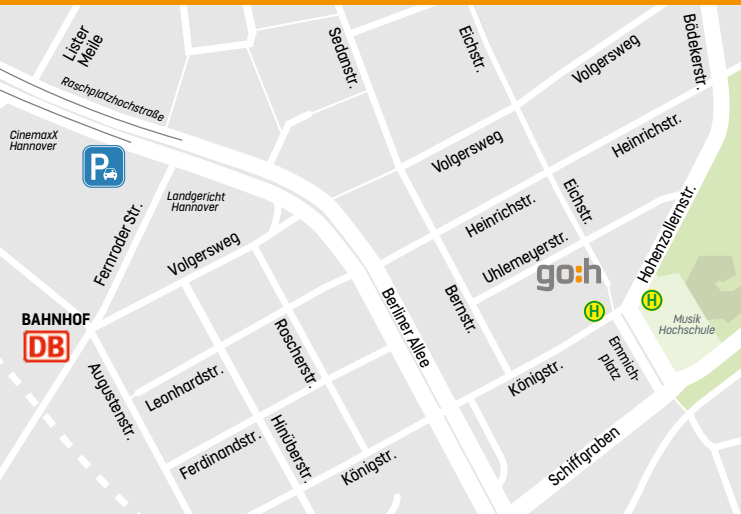 Lister
Meile
Sedanstr.
Eichstr.
Volgersweg
Bödekerstr.
Raschplatzhochstraße
CinemaxX
Hannover
P
Volgersweg
Heinrichstr.
Landgericht
Hannover
Fernroder Str.
Volgersweg
Heinrichstr.
Eichstr.
Uhlemeyerstr.
Hohenzollernstr.
go:h
H
H
Musik
Hochschule
BAHNHOF
DB
Berliner Allee
Bernstr.
Roscherstr.
Emmich-
platz
Augustenstr.
Leonhardstr.
Königstr.
Hinüberstr.
Ferdinandstr.
Königstr.
Schiffgraben